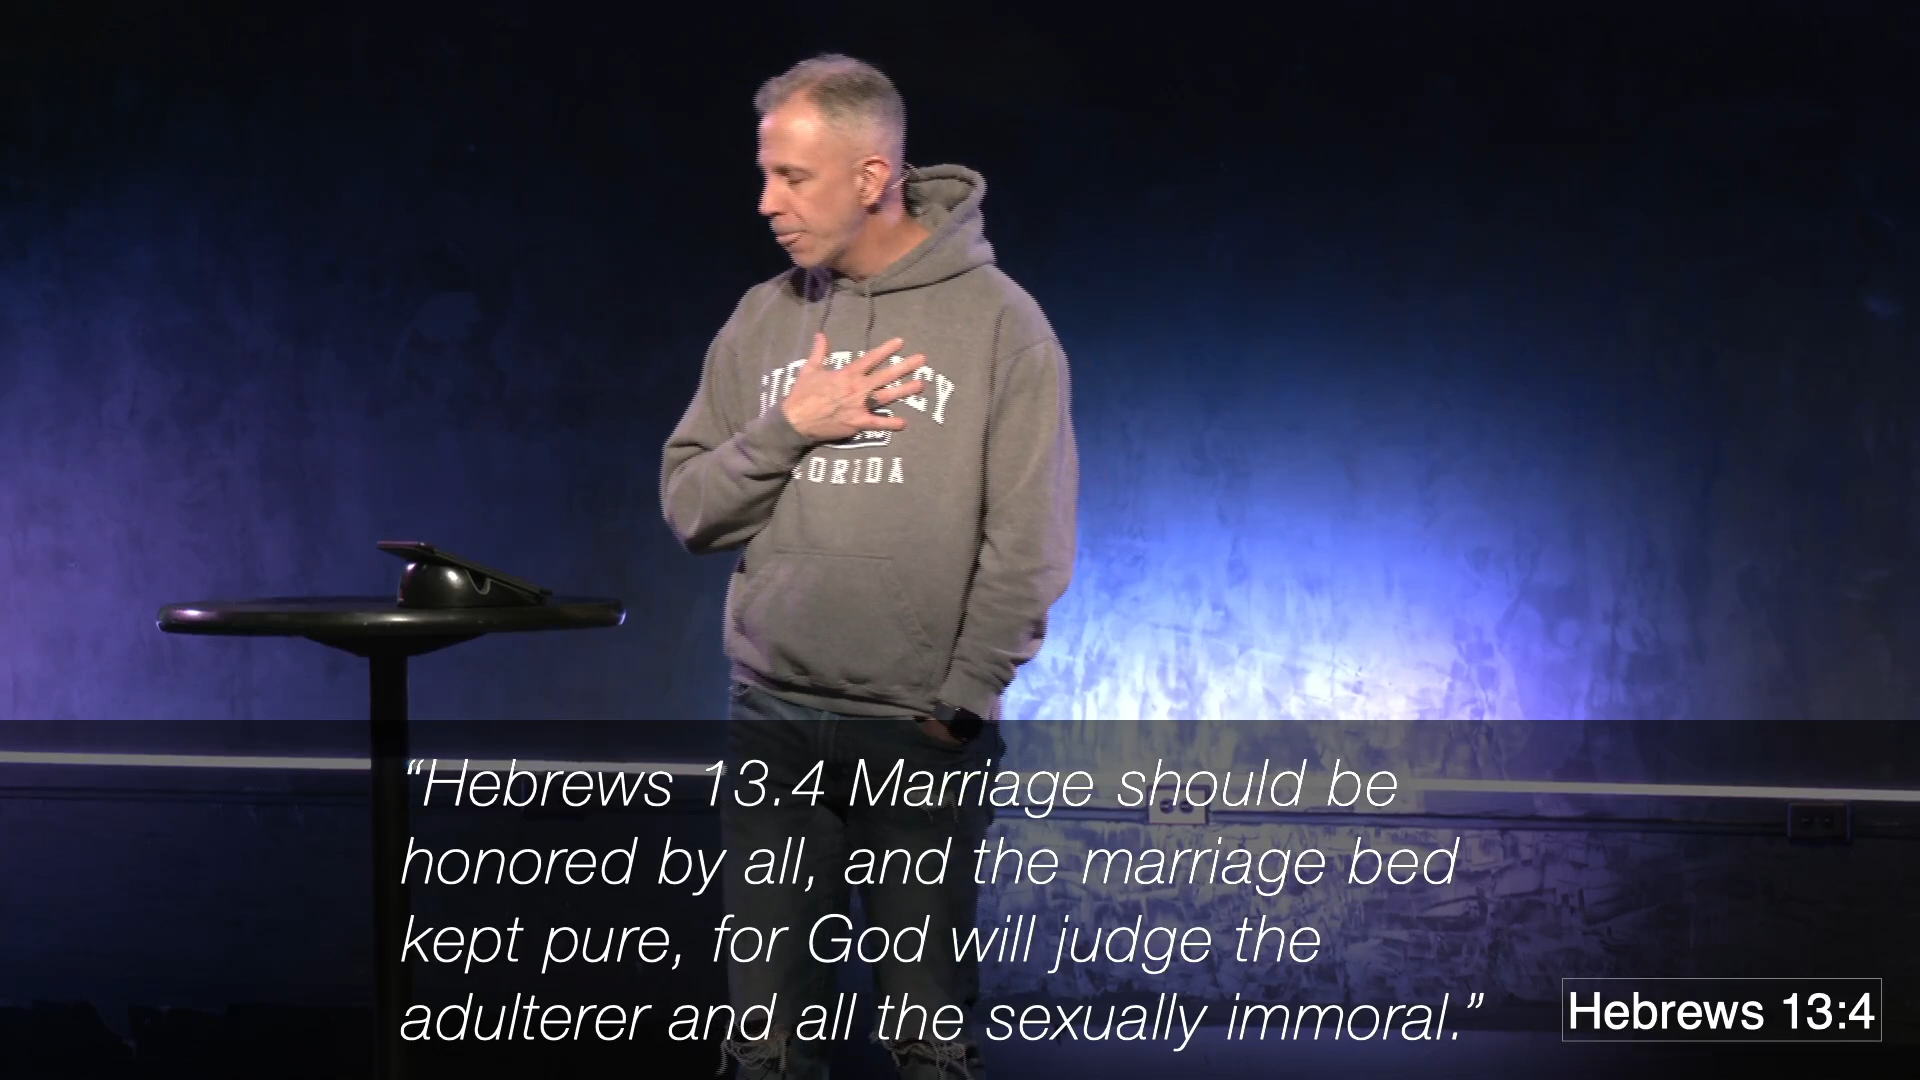 FLORIDA
“Hebrews 13.4 Marriage should be
honored by all, and the marriage bed
kept pure, for God will judge the
adulterer and all the sexually immoral.”
Hebrews 13:4